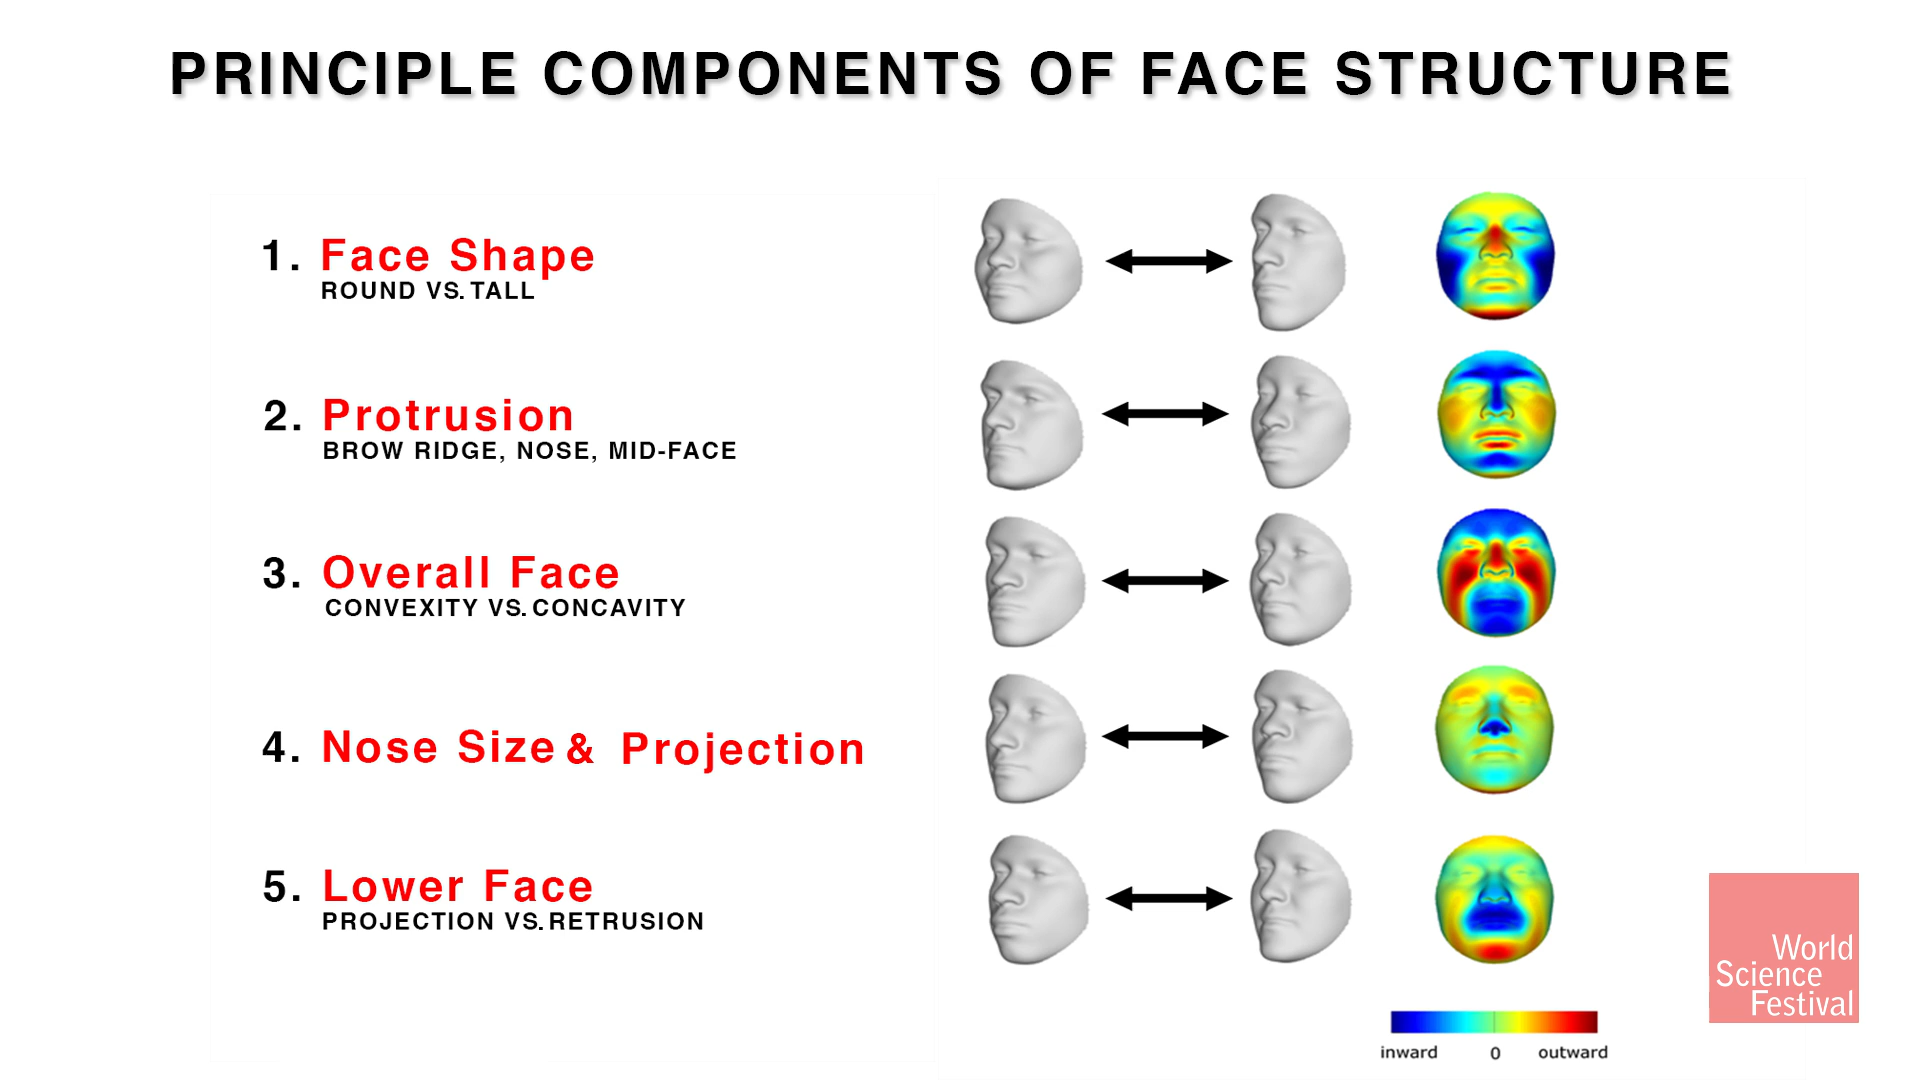 PRINCIPLE COMPONENTS OF FACE STRUCTURE
1. Face Shape
ROUND VS. TALL
2. Protrusion
BROW RIDGE, NOSE, MID-FACE
3. Overall Face
CONVEXITY VS. CONCAVITY
4. Nose Size & Projection
5. Lower Face
PROJECTION VS. RETRUSION
inward 0 outward
World
Science
Festival